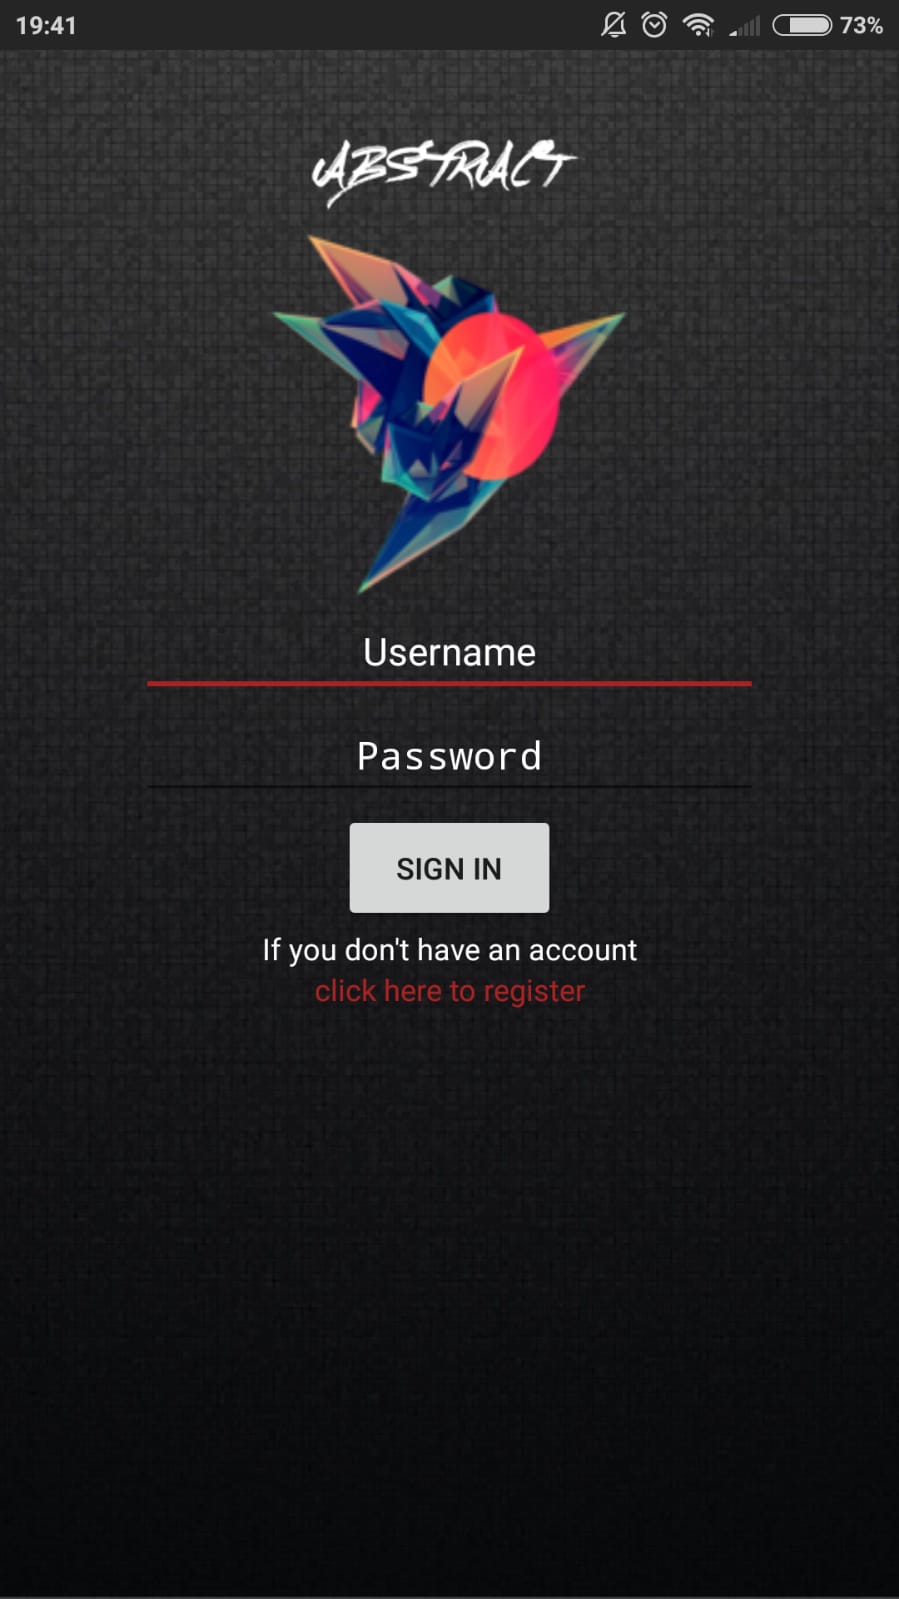 19:41 73%
ABSTRACT
Username
Password
SIGN IN
If you don't have an account
click here to register